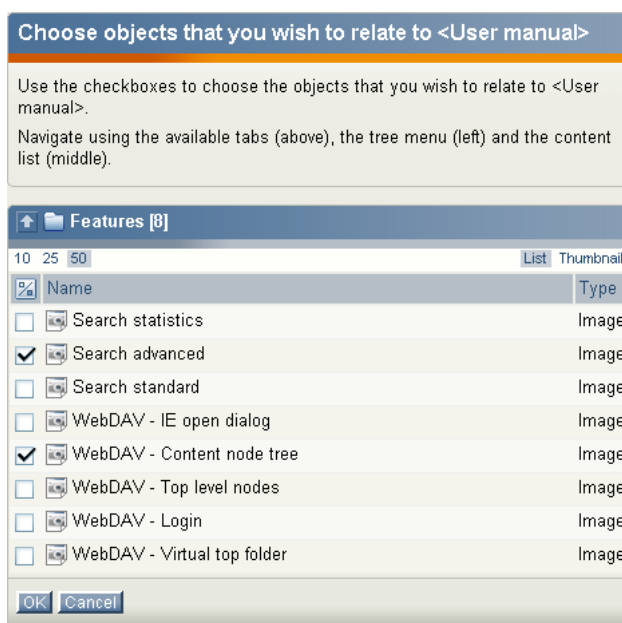 Choose objects that you wish to relate to <User manual>
Use the checkboxes to choose the objects that you wish to relate to <User
manual>.
Navigate using the available tabs (above), the tree menu (left) and the content
list (middle).
Features [8]
10 25 50 List Thumbnail
Name Type
Search statistics Image
Search advanced Image
Search standard Image
WebDAV - IE open dialog Image
WebDAV - Content node tree Image
WebDAV - Top level nodes Image
WebDAV - Login Image
WebDAV - Virtual top folder Image
OK Cancel